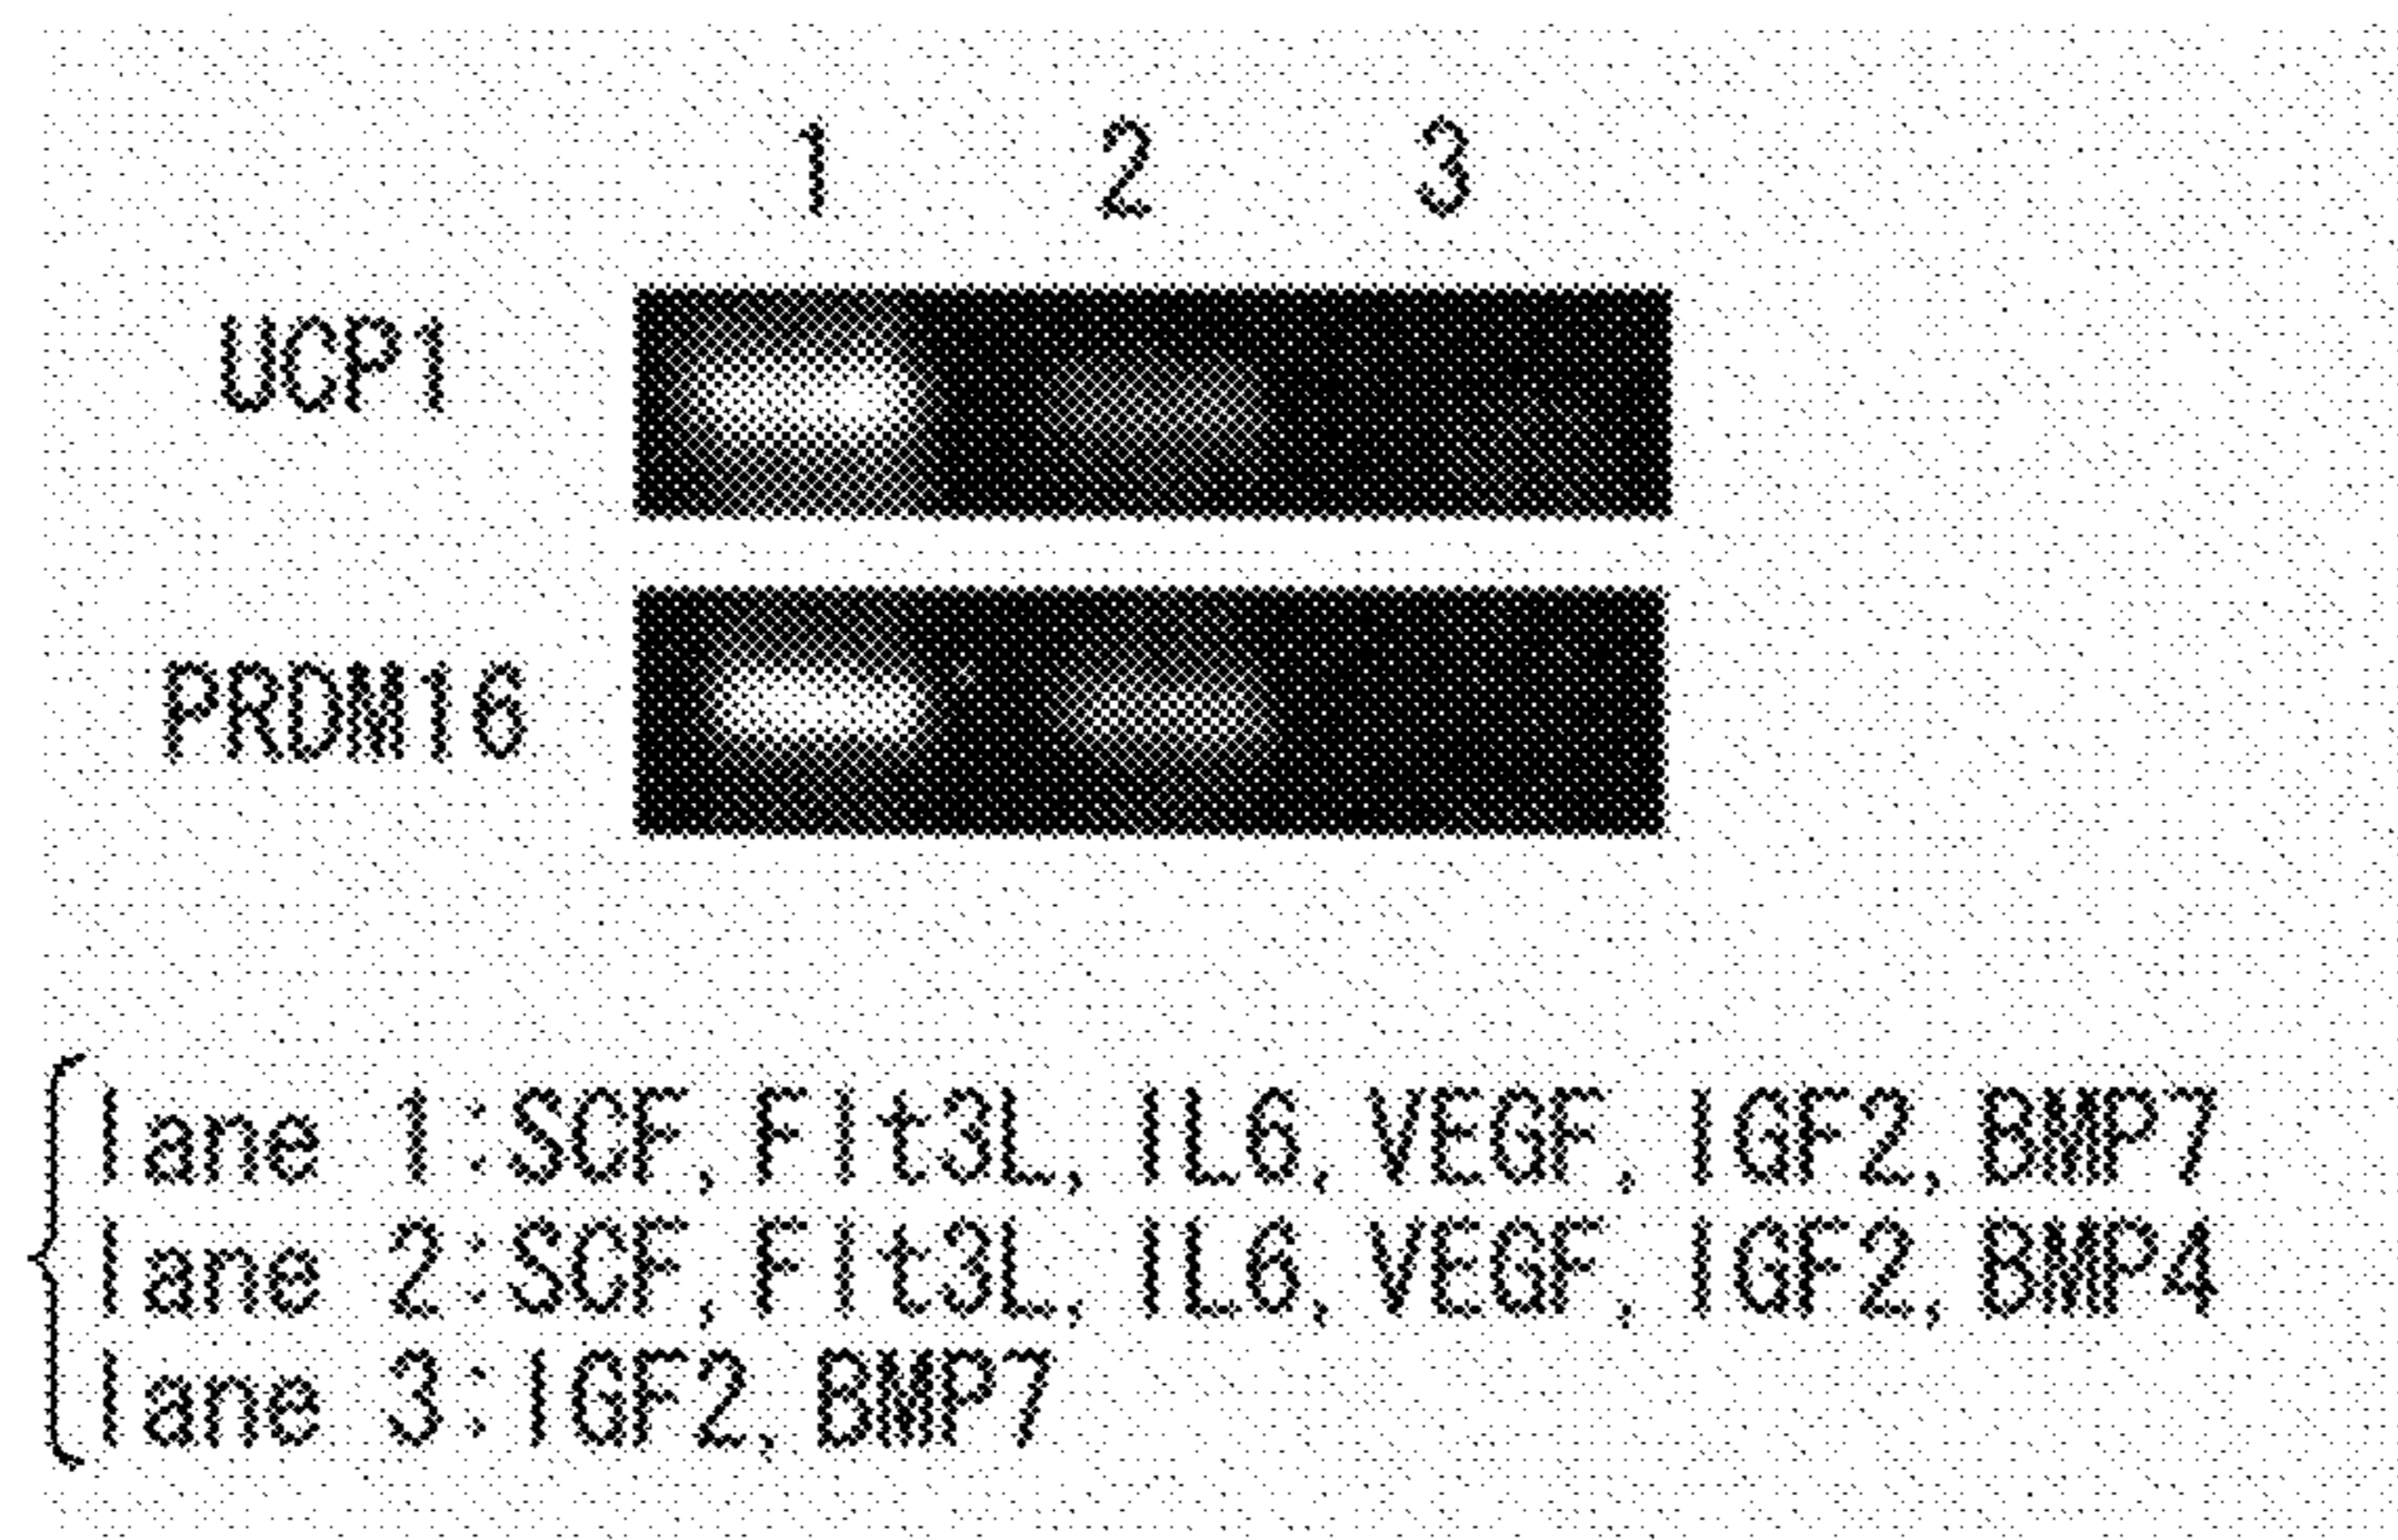 1 2 3
UCP1
PRDM16
lane 1:SCF, Flt3L, IL6, VEGF, IGF2, BMP7
lane 2:SCF, Flt3L, IL6, VEGF, IGF2, BMP4
lane 3:IGF2, BMP7